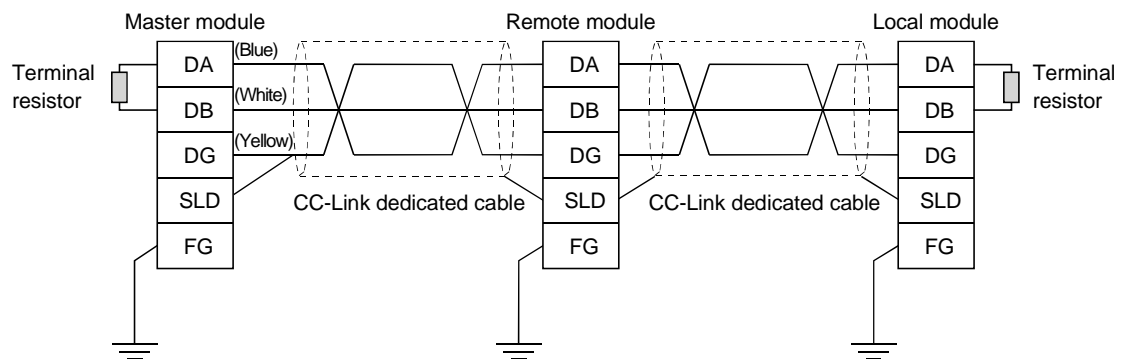 Master module
Remote module
Local module
Terminal
resistor
DA
(Blue)
DB
(White)
DG
(Yellow)
SLD
FG
CC-Link dedicated cable
DA
DB
DG
SLD
FG
CC-Link dedicated cable
DA
DB
DG
SLD
FG
Terminal
resistor